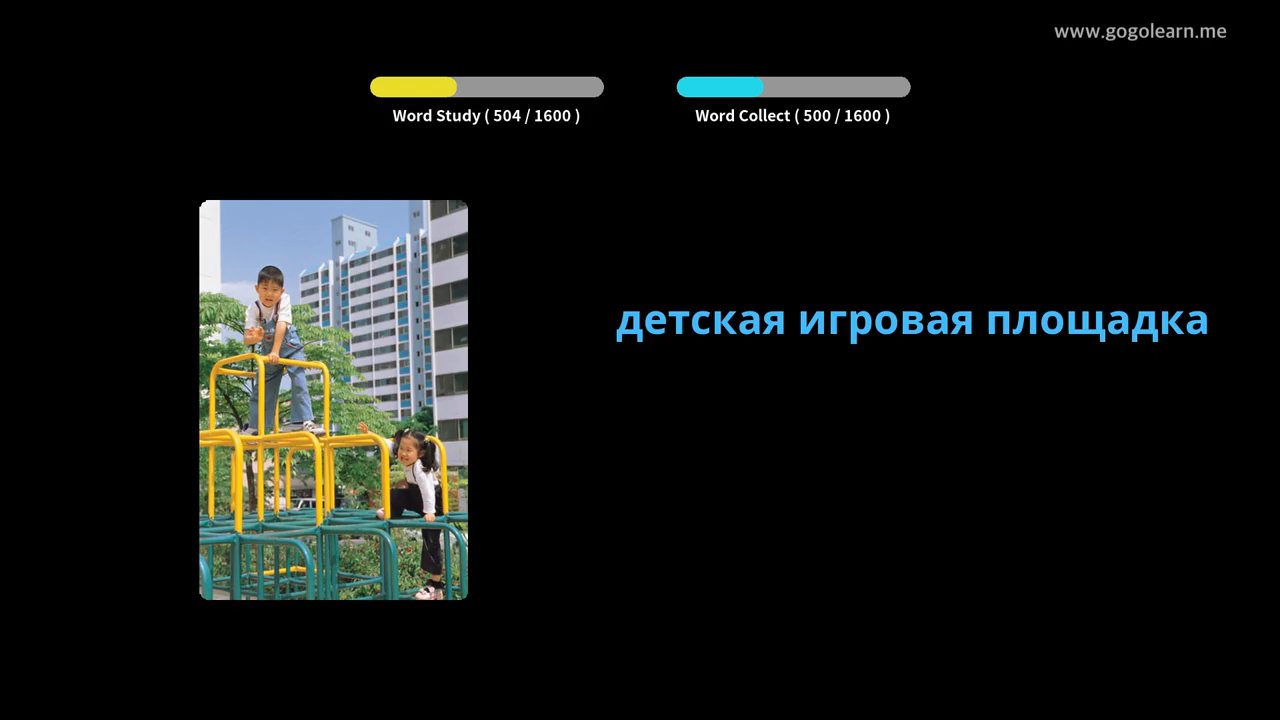 www.gogolearn.me
Word Study ( 504 / 1600 )
Word Collect ( 500 / 1600 )
детская игровая площадка